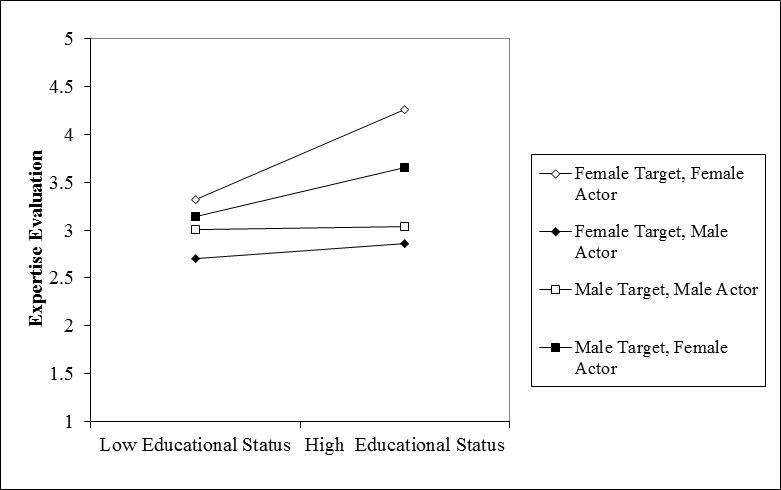 5
4.5
4
3.5
3
2.5
2
1.5
1
Expertise Evaluation
Low Educational Status
High Educational Status
Female Target, Female
Actor
Female Target, Male
Actor
Male Target, Male Actor
Male Target, Female
Actor